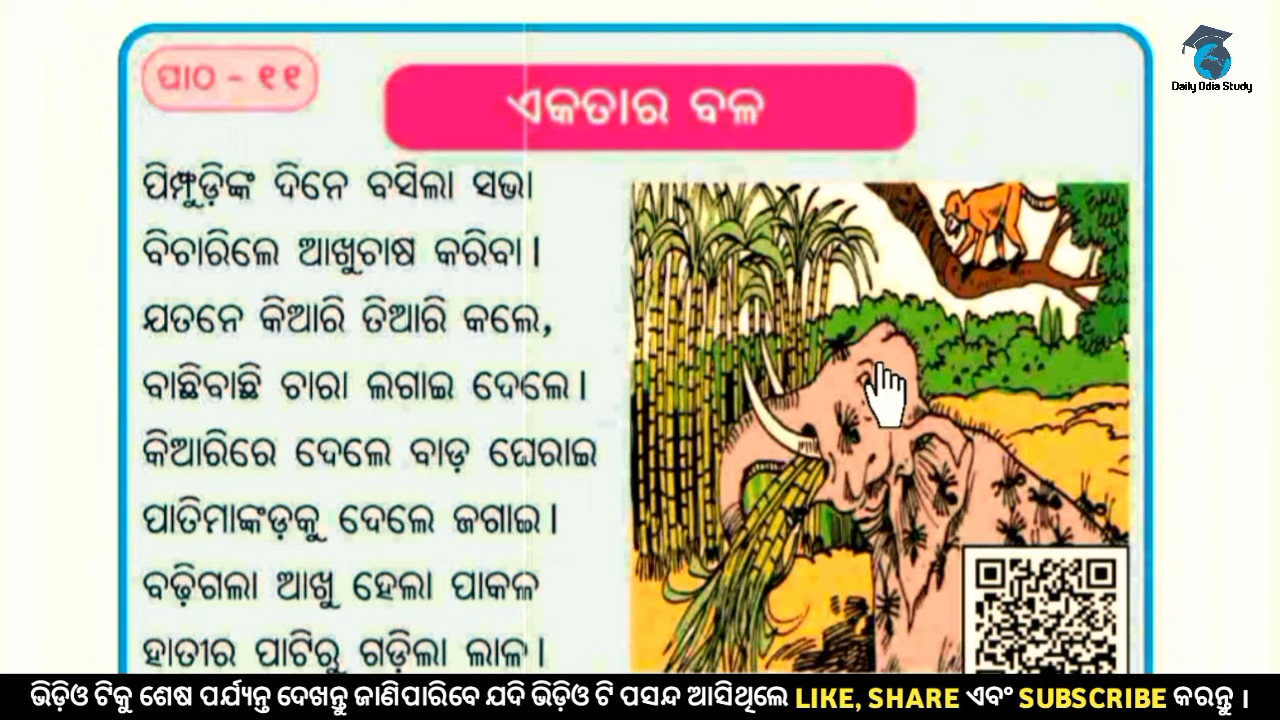 ପାଠ - ୧୧
ଏକତାର ବଳ
Daily Odia Study
ପିମ୍ପୁଡ଼ିଙ୍କ ଦିନେ ବସିଲା ସଭା
ବିଚାରିଲେ ଆଖୁଚାଷ କରିବା।
ଯତନେ କିଆରି ତିଆରି କଲେ,
ବାଛିବାଛି ଚାରା ଲଗାଇ ଦେଲେ।
କିଆରିରେ ଦେଲେ ବାଡ଼ ଘେରାଇ
ପାତିମାଙ୍କଡ଼କୁ ଦେଲେ ଜଗାଇ।
ବଢ଼ିଗଲା ଆଖୁ ହେଲା ପାକଳ
ହାତୀର ପାଟିରୁ ଗଡ଼ିଲା ଲାଳ।
ଭିଡ଼ିଓ ଟିକୁ ଶେଷ ପର୍ଯ୍ୟନ୍ତ ଦେଖନ୍ତୁ ଜାଣିପାରିବେ ଯଦି ଭିଡ଼ିଓ ଟି ପସନ୍ଦ ଆସିଥିଲେ LIKE, SHARE ଏବଂ SUBSCRIBE କରନ୍ତୁ ।